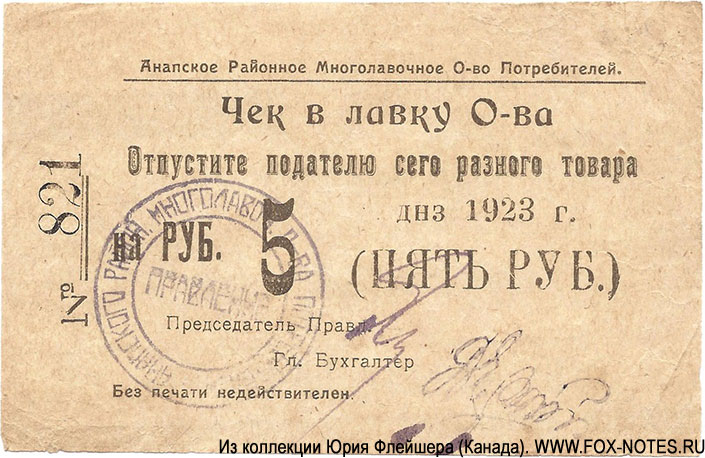 Анапское Районное Многолавочное О-во Потребителей.
Чек в лавку О-ва
Отпустите подателю сего разного товара
на РУБ. 5
днз 1923 г.
(ПЯТЬ РУБ.)
№ 821
Председатель Правл.
Гл. Бухгалтер
Без печати недействителен.
ПРАВЛЕНИЕ
МНОГОЛАВОЧ.
Из коллекции Юрия Флейшера (Канада). WWW.FOX-NOTES.RU